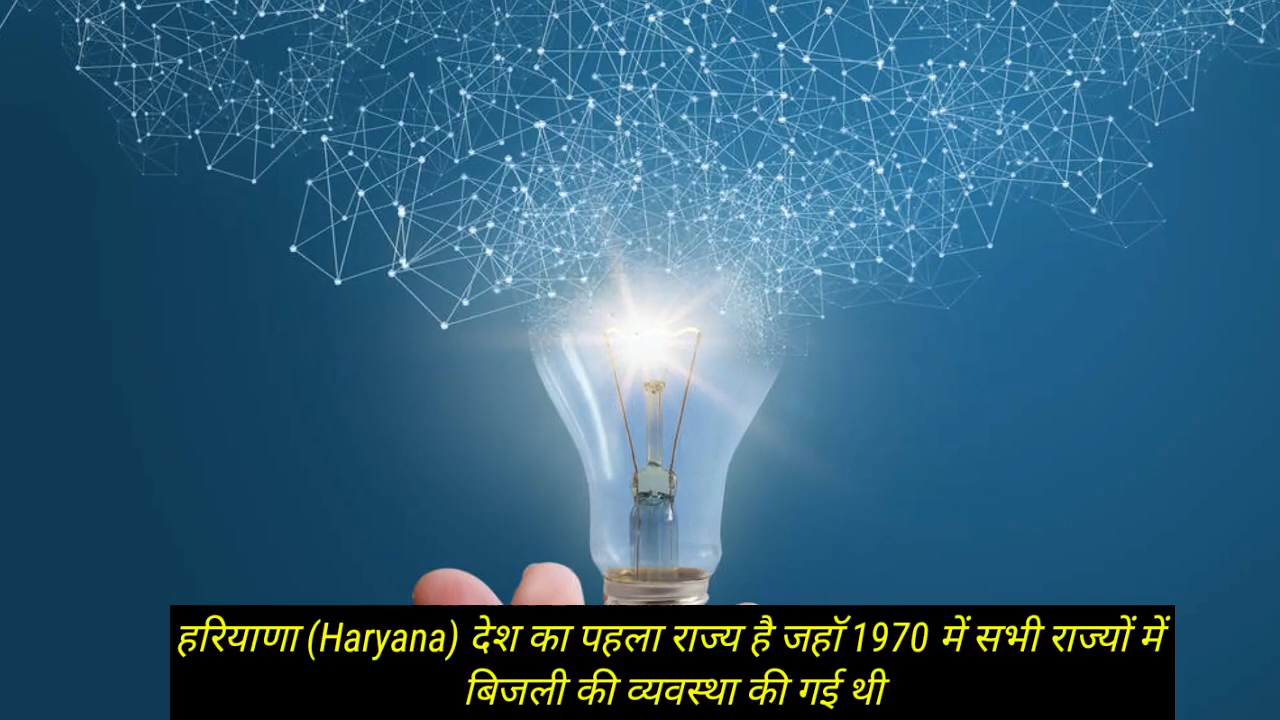 हरियाणा (Haryana) देश का पहला राज्य है जहॉ 1970 में सभी राज्यों में
बिजली की व्यवस्था की गई थी